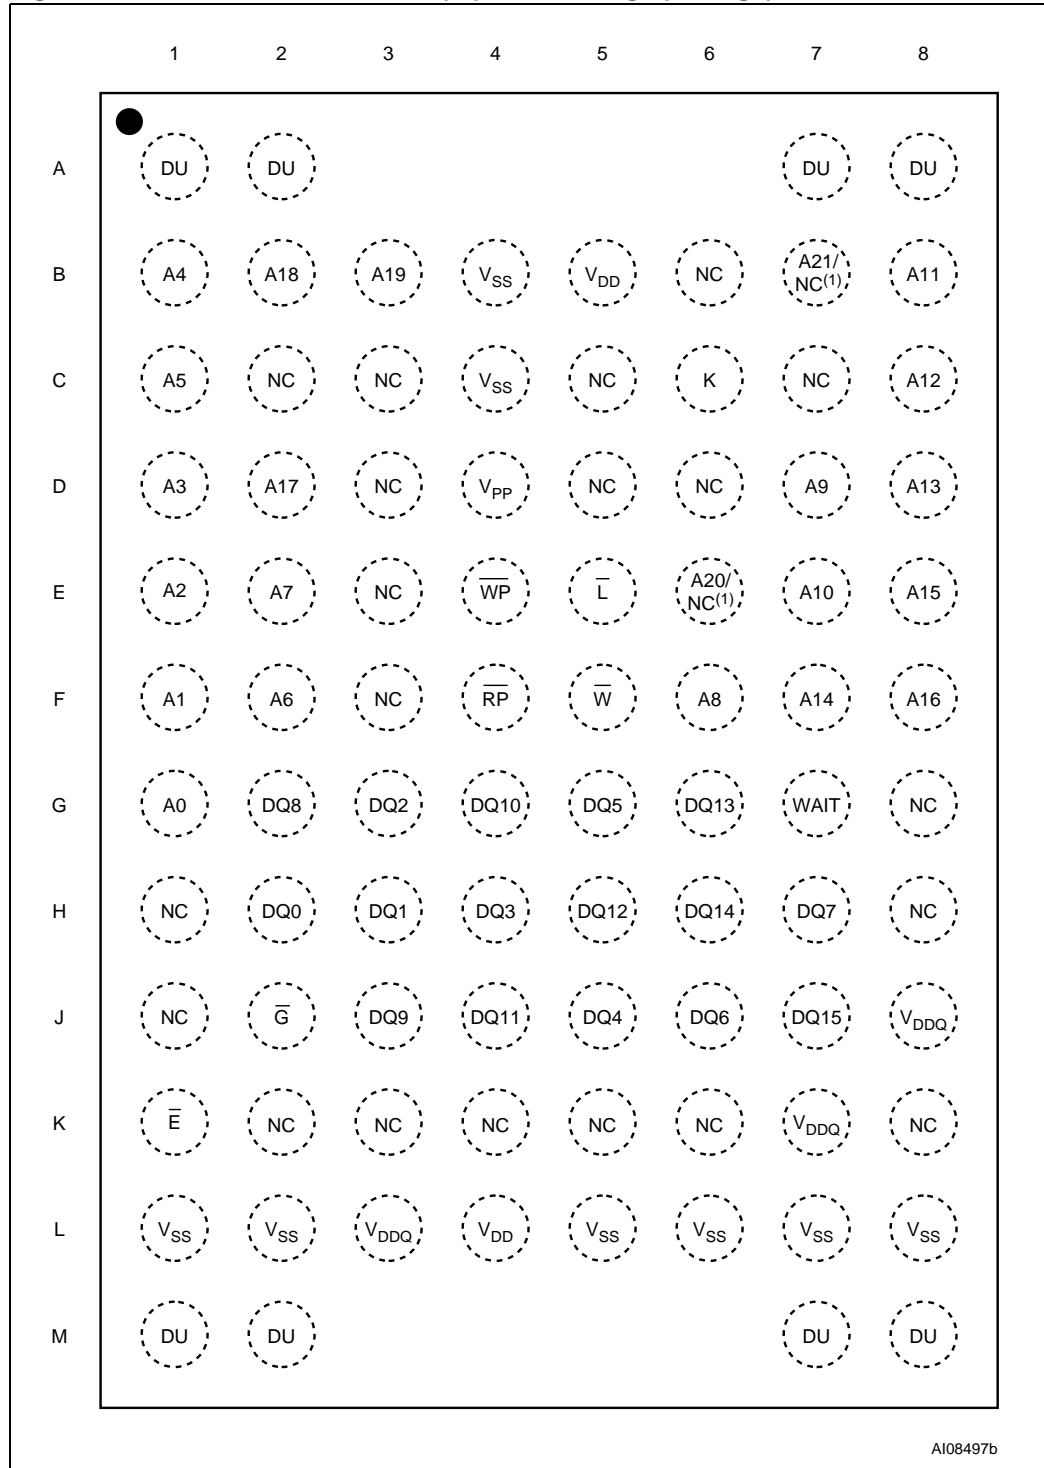 1 2 3 4 5 6 7 8
A DU DU DU DU
B A4 A18 A19 VSS VDD NC A21/NC(1) A11
C A5 NC NC VSS NC K NC A12
D A3 A17 NC VPP NC NC A9 A13
E A2 A7 NC W̅P̅ L̅ A20/NC(1) A10 A15
F A1 A6 NC R̅P̅ W̅ A8 A14 A16
G A0 DQ8 DQ2 DQ10 DQ5 DQ13 WAIT NC
H NC DQ0 DQ1 DQ3 DQ12 DQ14 DQ7 NC
J NC G̅ DQ9 DQ11 DQ4 DQ6 DQ15 VDDQ
K E̅ NC NC NC NC NC VDDQ NC
L VSS VSS VDDQ VDD VSS VSS VSS VSS
M DU DU DU DU
AI08497b